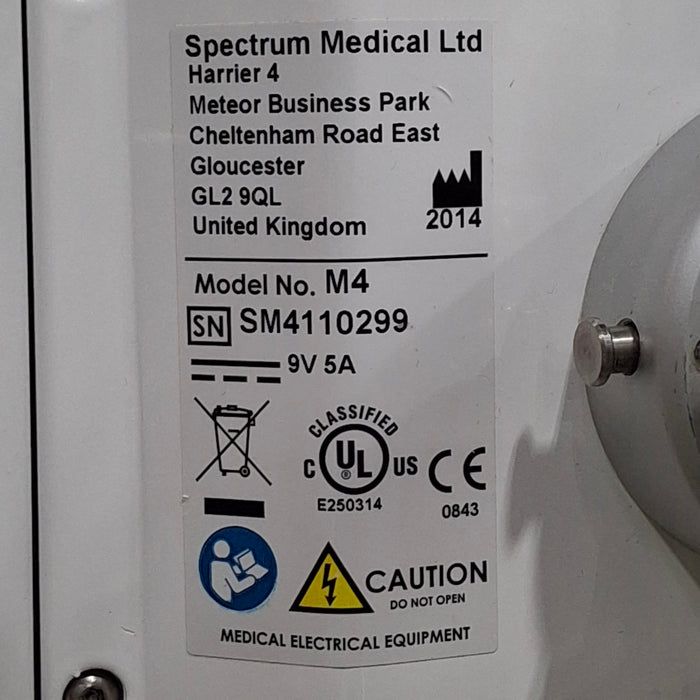 Spectrum Medical Ltd
Harrier 4
Meteor Business Park
Cheltenham Road East
Gloucester
GL2 9QL
United Kingdom
2014
Model No. M4
SN SM4110299
9V 5A
CLASSIFIED
C UL ® US CE
E250314
0843
CAUTION
DO NOT OPEN
MEDICAL ELECTRICAL EQUIPMENT